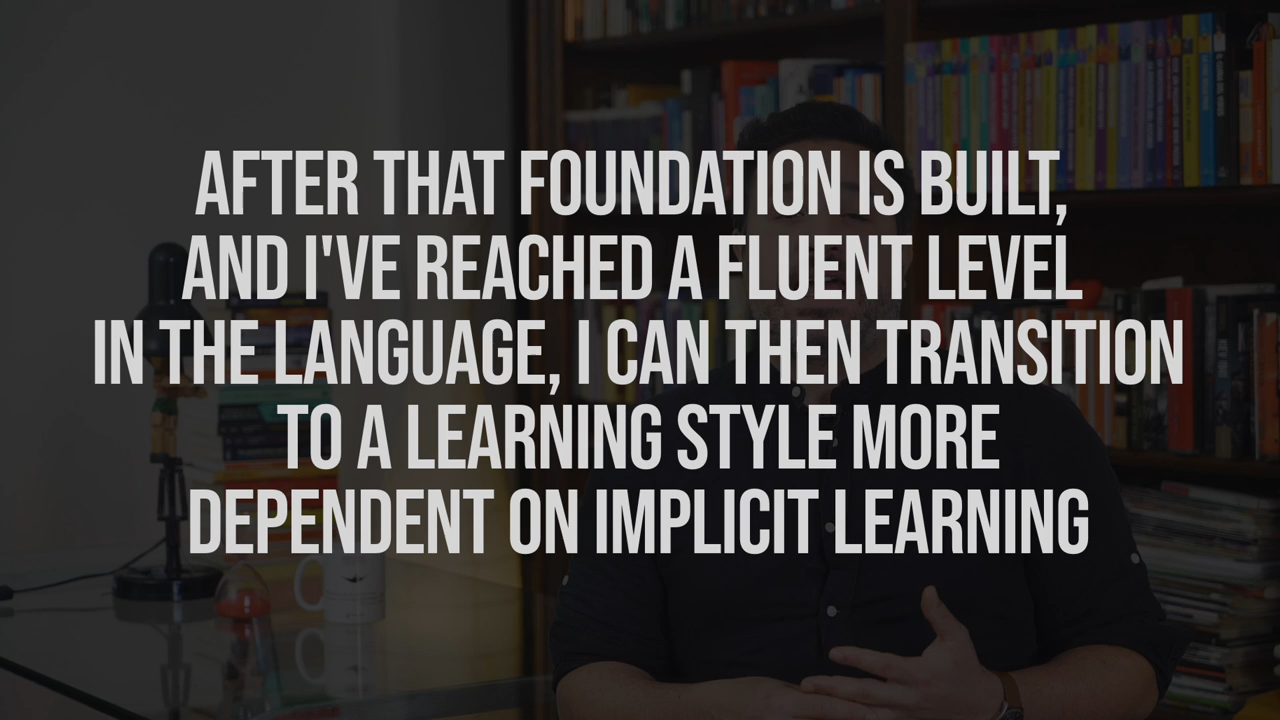 AFTER THAT FOUNDATION IS BUILT,
AND I'VE REACHED A FLUENT LEVEL
IN THE LANGUAGE, I CAN THEN TRANSITION
TO A LEARNING STYLE MORE
DEPENDENT ON IMPLICIT LEARNING